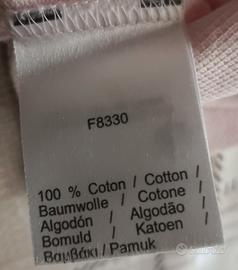 F8330
100 % Coton / Cotton /
Baumwolle / Cotone /
Algodón / Algodão /
Bomuld / Katoen /
Βαμβάκι / Pamuk